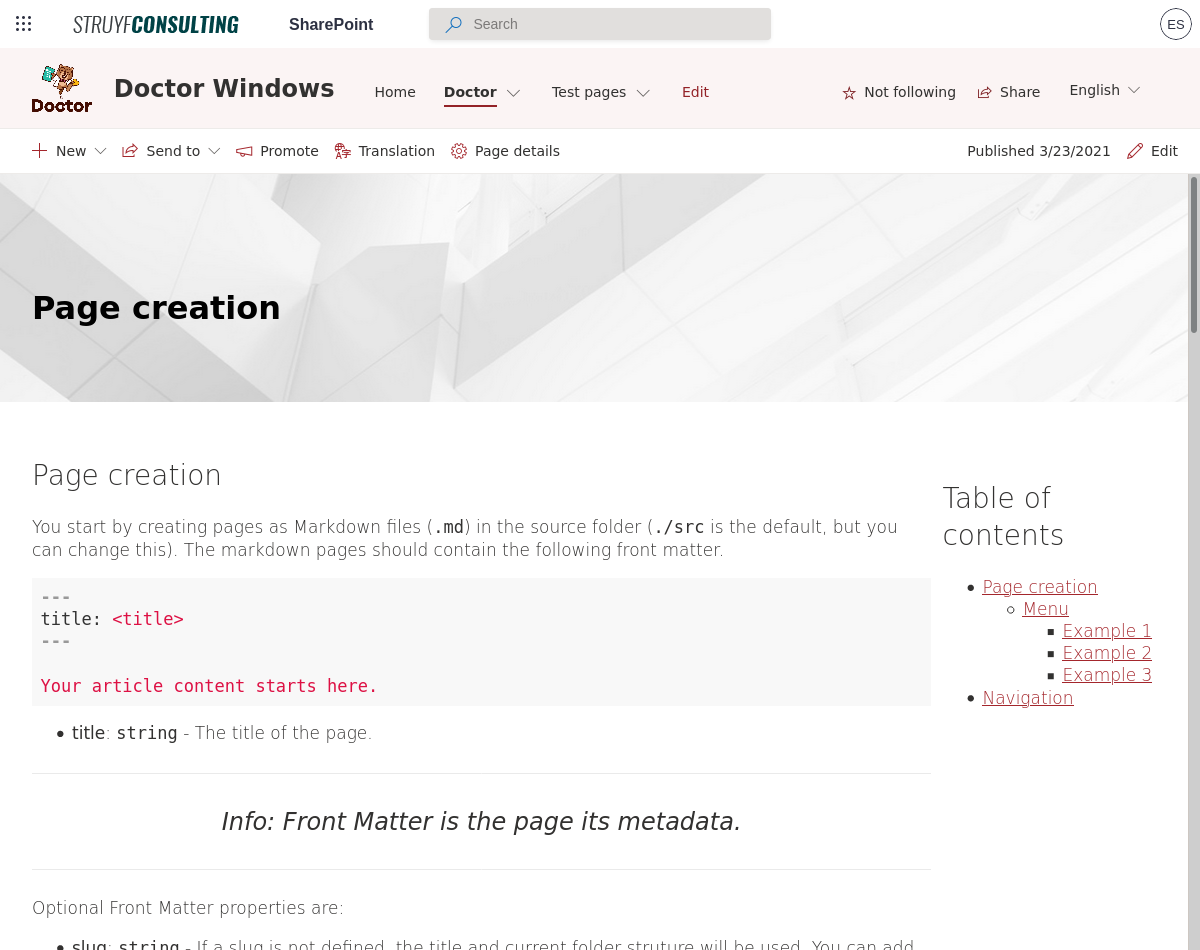 STRUYFCONSULTING SharePoint Search ES
Doctor Doctor Windows Home Doctor Test pages Edit Not following Share English
New Send to Promote Translation Page details Published 3/23/2021 Edit
Page creation
Page creation
You start by creating pages as Markdown files (.md) in the source folder (./src is the default, but you
can change this). The markdown pages should contain the following front matter.
---
title: <title>
---
Your article content starts here.
• title: string - The title of the page.
Info: Front Matter is the page its metadata.
Optional Front Matter properties are:
• slug: string - If a slug is not defined, the title and current folder struture will be used. You can add
Table of
contents
• Page creation
○ Menu
▪ Example 1
▪ Example 2
▪ Example 3
• Navigation